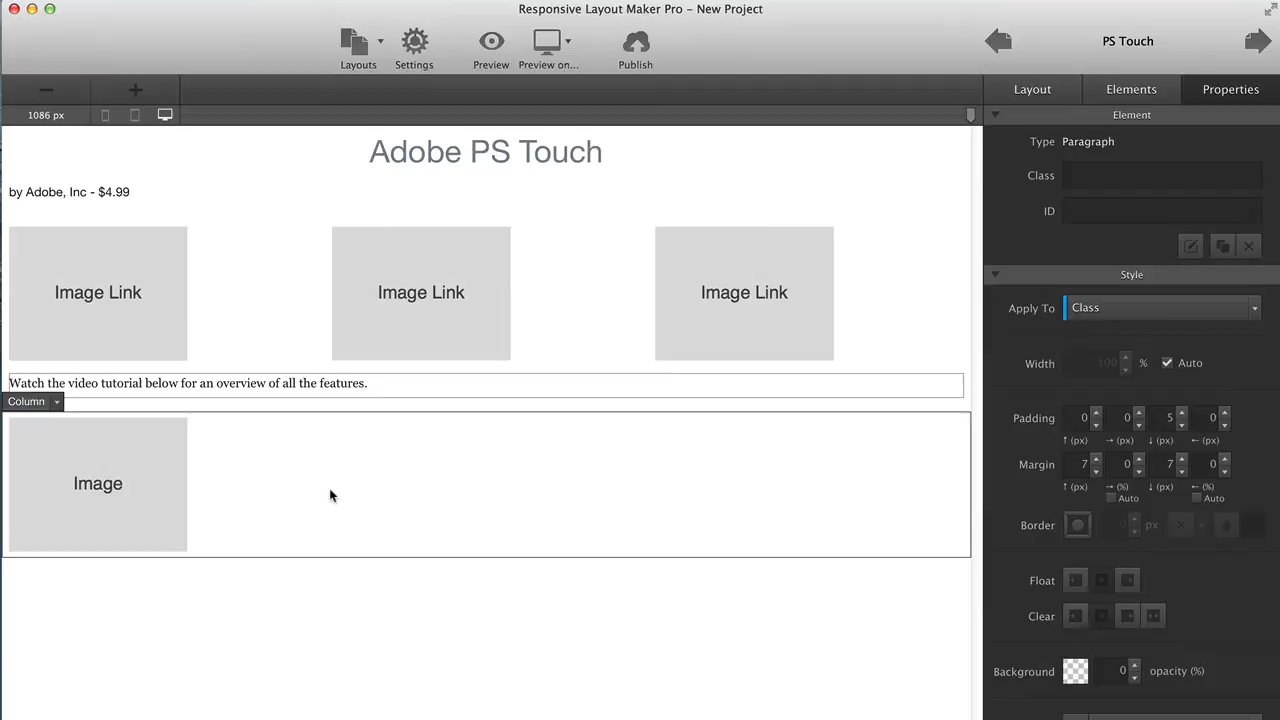 Responsive Layout Maker Pro – New Project
Layouts
Settings
Preview
Preview on...
Publish
PS Touch
Layout
Elements
Properties
1086 px
Element
Adobe PS Touch
by Adobe, Inc - $4.99
Image Link
Image Link
Image Link
Watch the video tutorial below for an overview of all the features.
Column
Image
Type Paragraph
Class
ID
Style
Apply To Class
Width 100 % Auto
Padding 0 0 5 0
↑ (px) → (px) ↓ (px) ← (px)
Margin 7 0 7 0
↑ (px) → (%) ↓ (px) ← (%)
Auto Auto
Border 0 px
Float
Clear
Background 0 opacity (%)